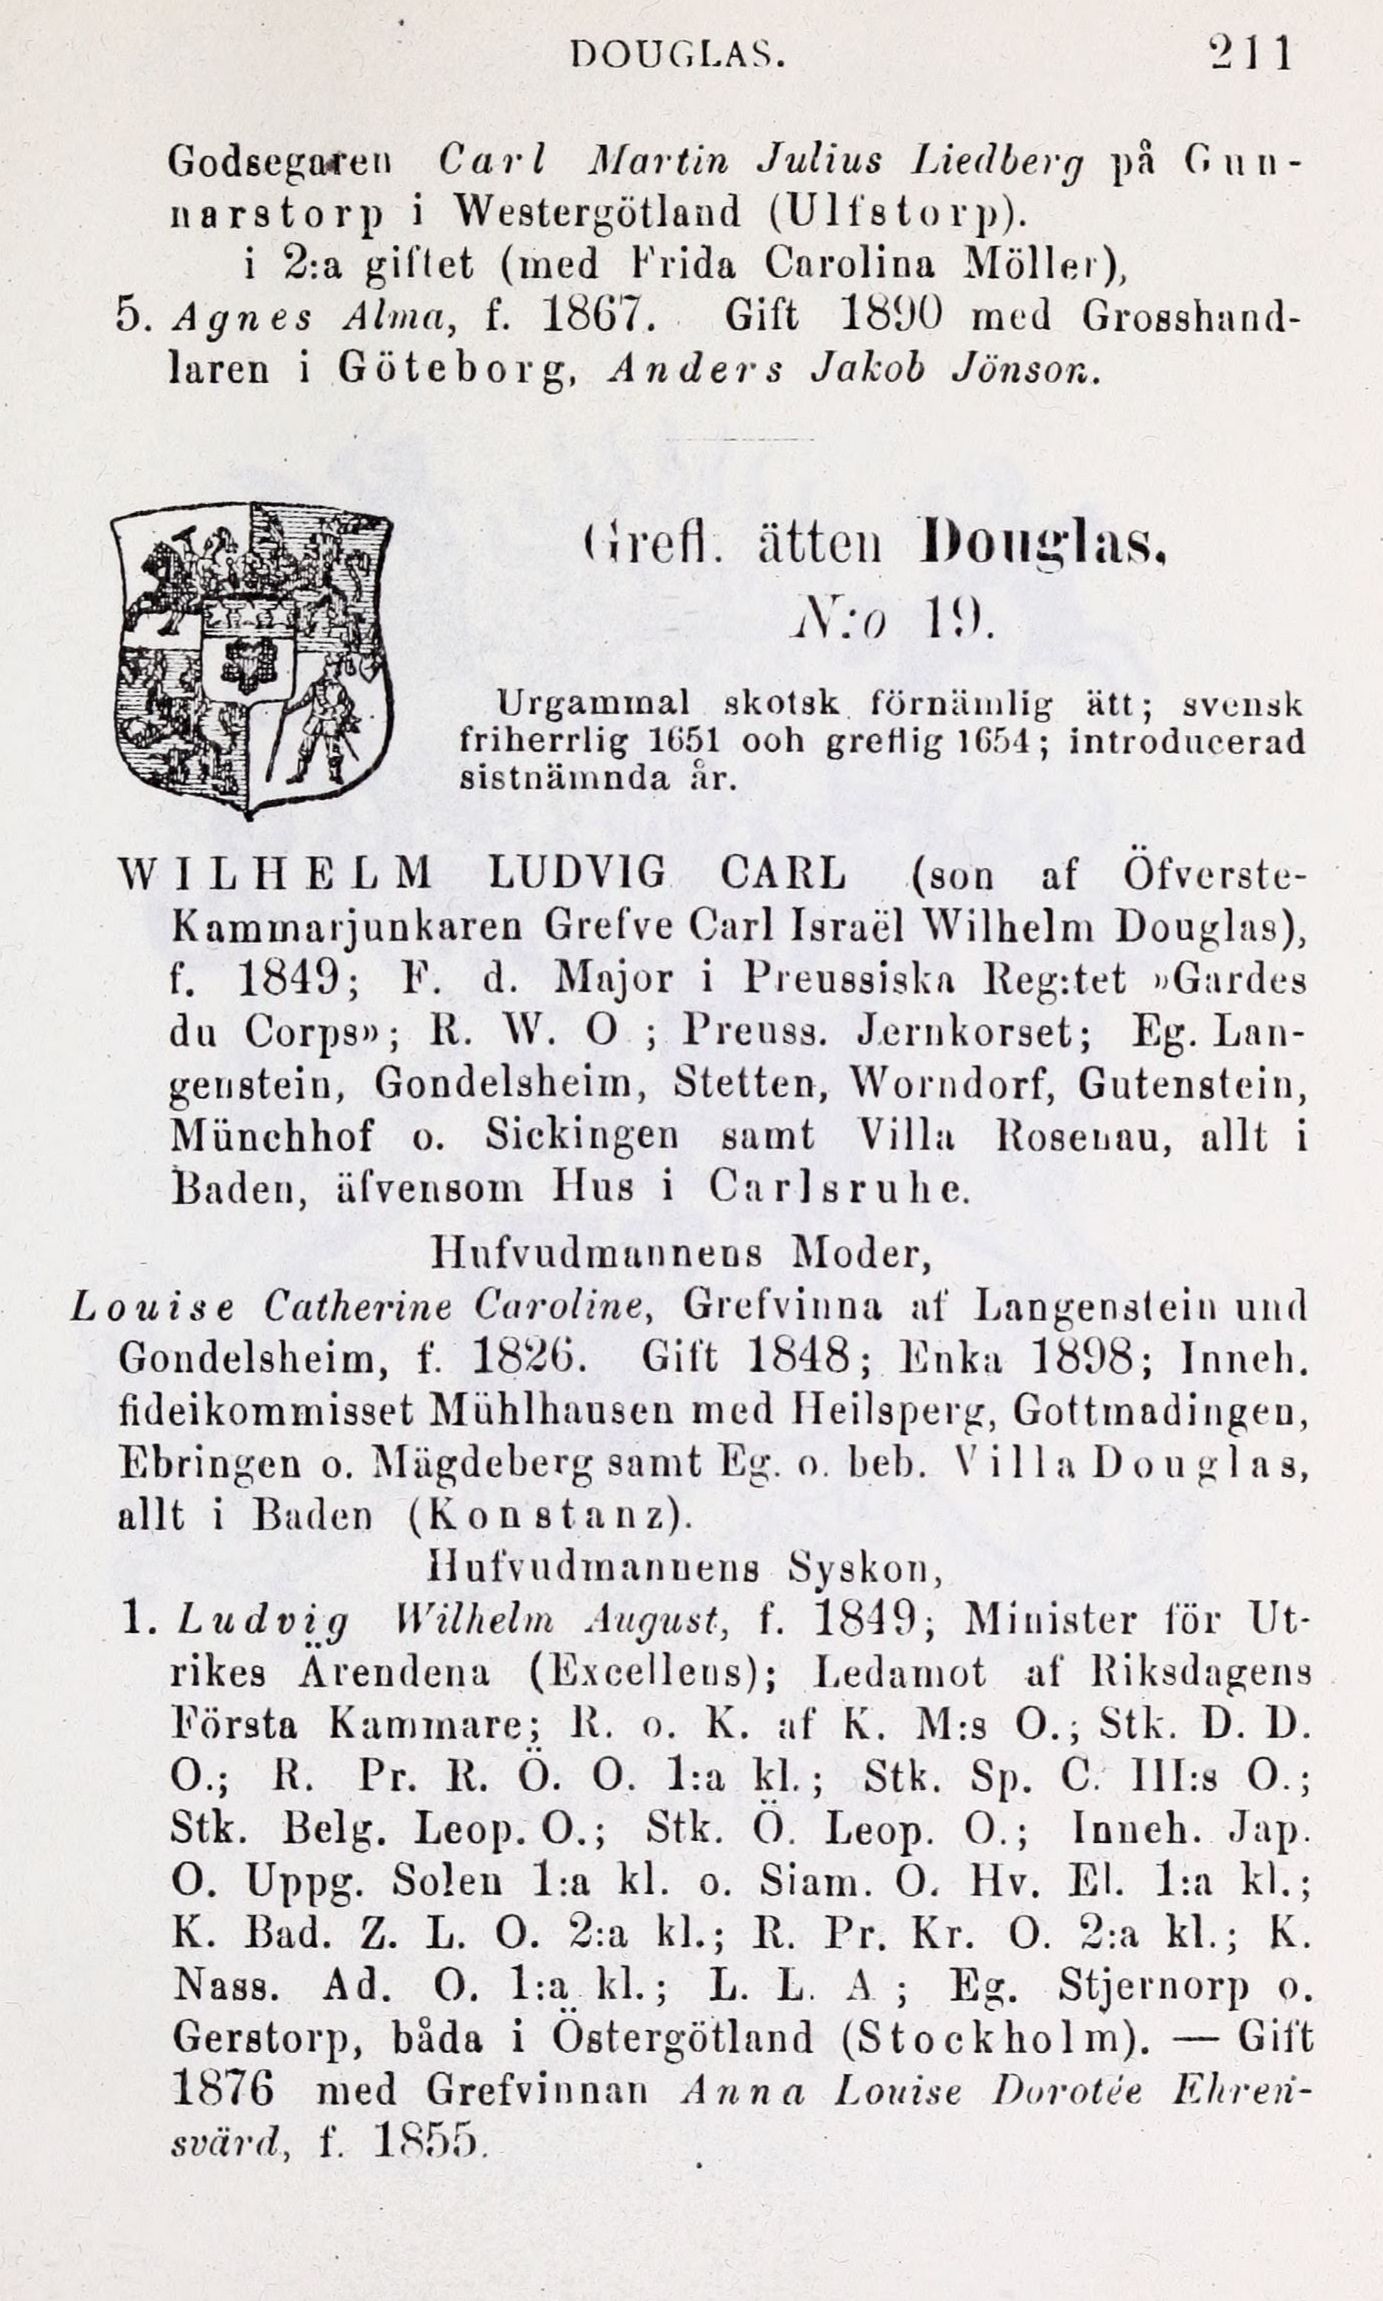 DOUGLAS. 211
Godsegaren Carl Martin Julius Liedberg på Gun-
narstorp i Westergötland (Ulfstorp).
i 2:a giftet (med Frida Carolina Möller),
5. Agnes Alma, f. 1867. Gift 1890 med Grosshand-
laren i Göteborg, Anders Jakob Jönson.
Grefl. ätten Douglas.
N:o 19.
Urgammal skotsk förnämlig ätt; svensk
friherrlig 1651 ooh greflig 1654; introducerad
sistnämnda år.
WILHELM LUDVIG CARL (son af Öfverste-
Kammarjunkaren Grefve Carl Israël Wilhelm Douglas),
f. 1849; F. d. Major i Preussiska Reg:tet »Gardes
du Corps»; R. W. O ; Preuss. Jernkorset; Eg. Lan-
genstein, Gondelsheim, Stetten, Worndorf, Gutenstein,
Münchhof o. Sickingen samt Villa Rosenau, allt i
Baden, äfvensom Hus i Carlsruhe.
Hufvudmannens Moder,
Louise Catherine Caroline, Grefvinna af Langenstein und
Gondelsheim, f. 1826. Gift 1848; Enka 1898; Inneh.
fideikommisset Mühlhausen med Heilsperg, Gottmadingen,
Ebringen o. Mägdeberg samt Eg. o. beb. Villa Douglas,
allt i Baden (Konstanz).
Hufvudmannens Syskon,
1. Ludvig Wilhelm August, f. 1849; Minister för Ut-
rikes Ärendena (Excellens); Ledamot af Riksdagens
Första Kammare; R. o. K. af K. M:s O.; Stk. D. D.
O.; R. Pr. R. Ö. O. 1:a kl.; Stk. Sp. C. III:s O.;
Stk. Belg. Leop. O.; Stk. Ö. Leop. O.; Inneh. Jap.
O. Uppg. Solen 1:a kl. o. Siam. O. Hv. El. 1:a kl.;
K. Bad. Z. L. O. 2:a kl.; R. Pr. Kr. O. 2:a kl.; K.
Nass. Ad. O. 1:a kl.; L. L. A ; Eg. Stjernorp o.
Gerstorp, båda i Östergötland (Stockholm). — Gift
1876 med Grefvinnan Anna Louise Dorotée Ehren-
svärd, f. 1855.